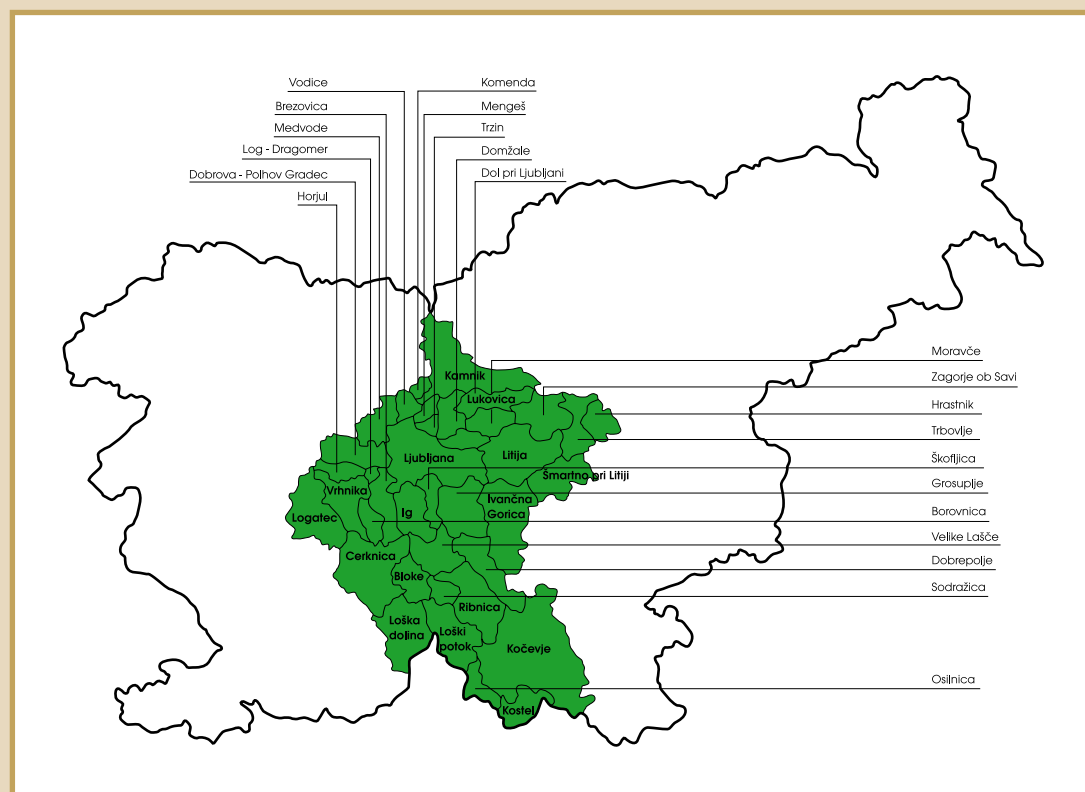 Vodice
Komenda
Brezovica
Mengeš
Medvode
Trzin
Log - Dragomer
Domžale
Dobrova - Polhov Gradec
Dol pri Ljubljani
Horjul
Moravče
Kamnik
Zagorje ob Savi
Lukovica
Hrastnik
Trbovlje
Ljubljana
Litija
Škofljica
Šmartno pri Litiji
Grosuplje
Vrhnika
Ivančna
Gorica
Ig
Logatec
Borovnica
Velike Lašče
Cerknica
Dobrepolje
Bloke
Sodražica
Ribnica
Loška
dolina
Loški
potok
Kočevje
Osilnica
Kostel